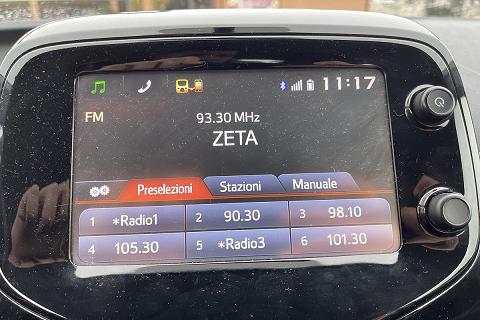 11:17
FM 93.30 MHz
ZETA
Preselezioni Stazioni Manuale
1 *Radio1 2 90.30 3 98.10
4 105.30 5 *Radio3 6 101.30